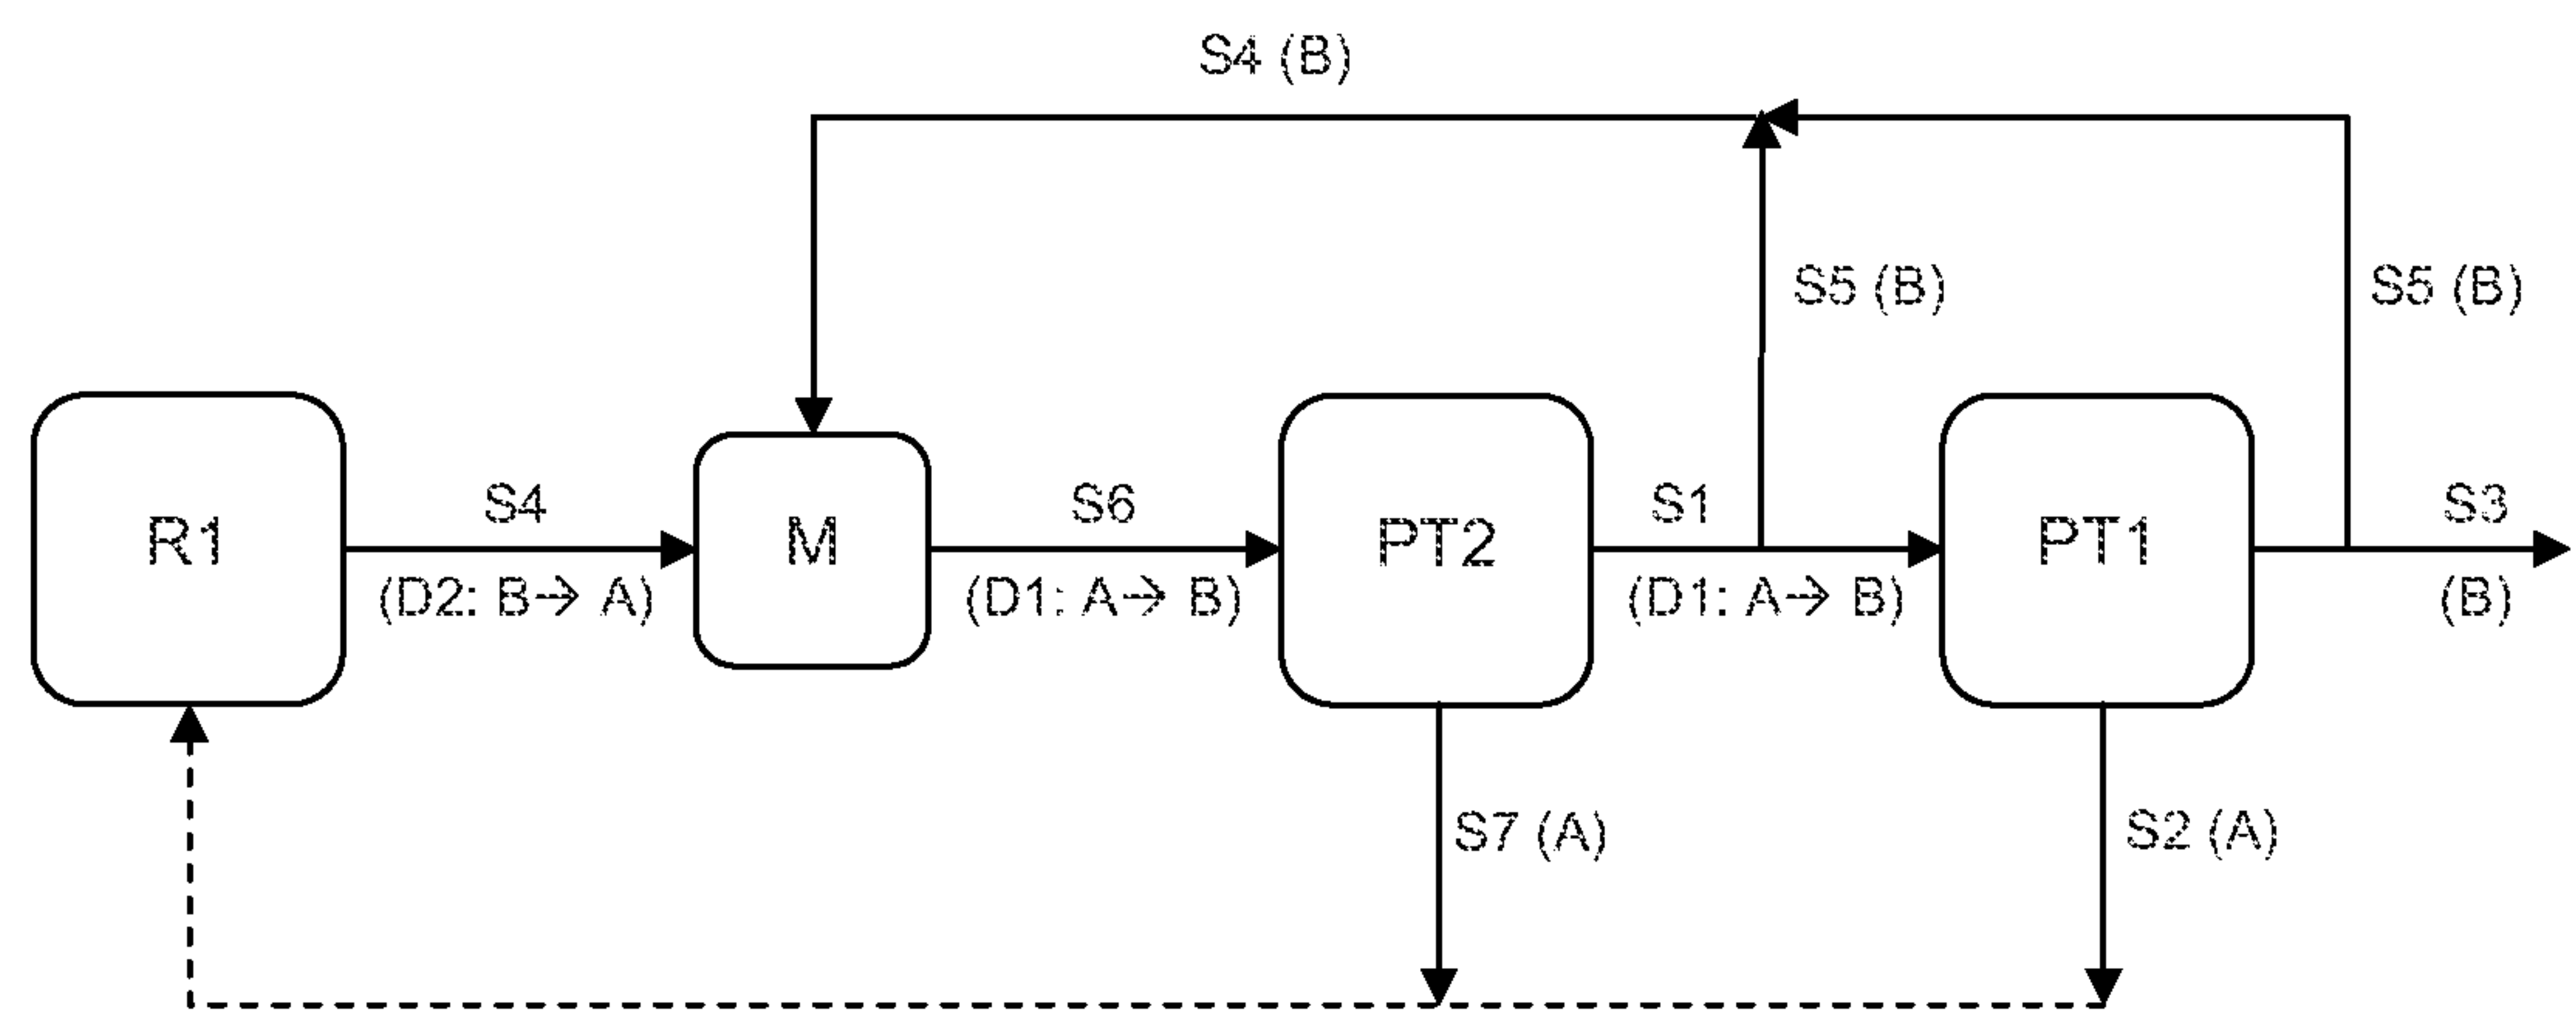 S4 (B)
S5 (B)
S5 (B)
R1
S4
(D2: B→ A)
M
S6
(D1: A→ B)
PT2
S1
(D1: A→ B)
PT1
S3
(B)
S7 (A)
S2 (A)